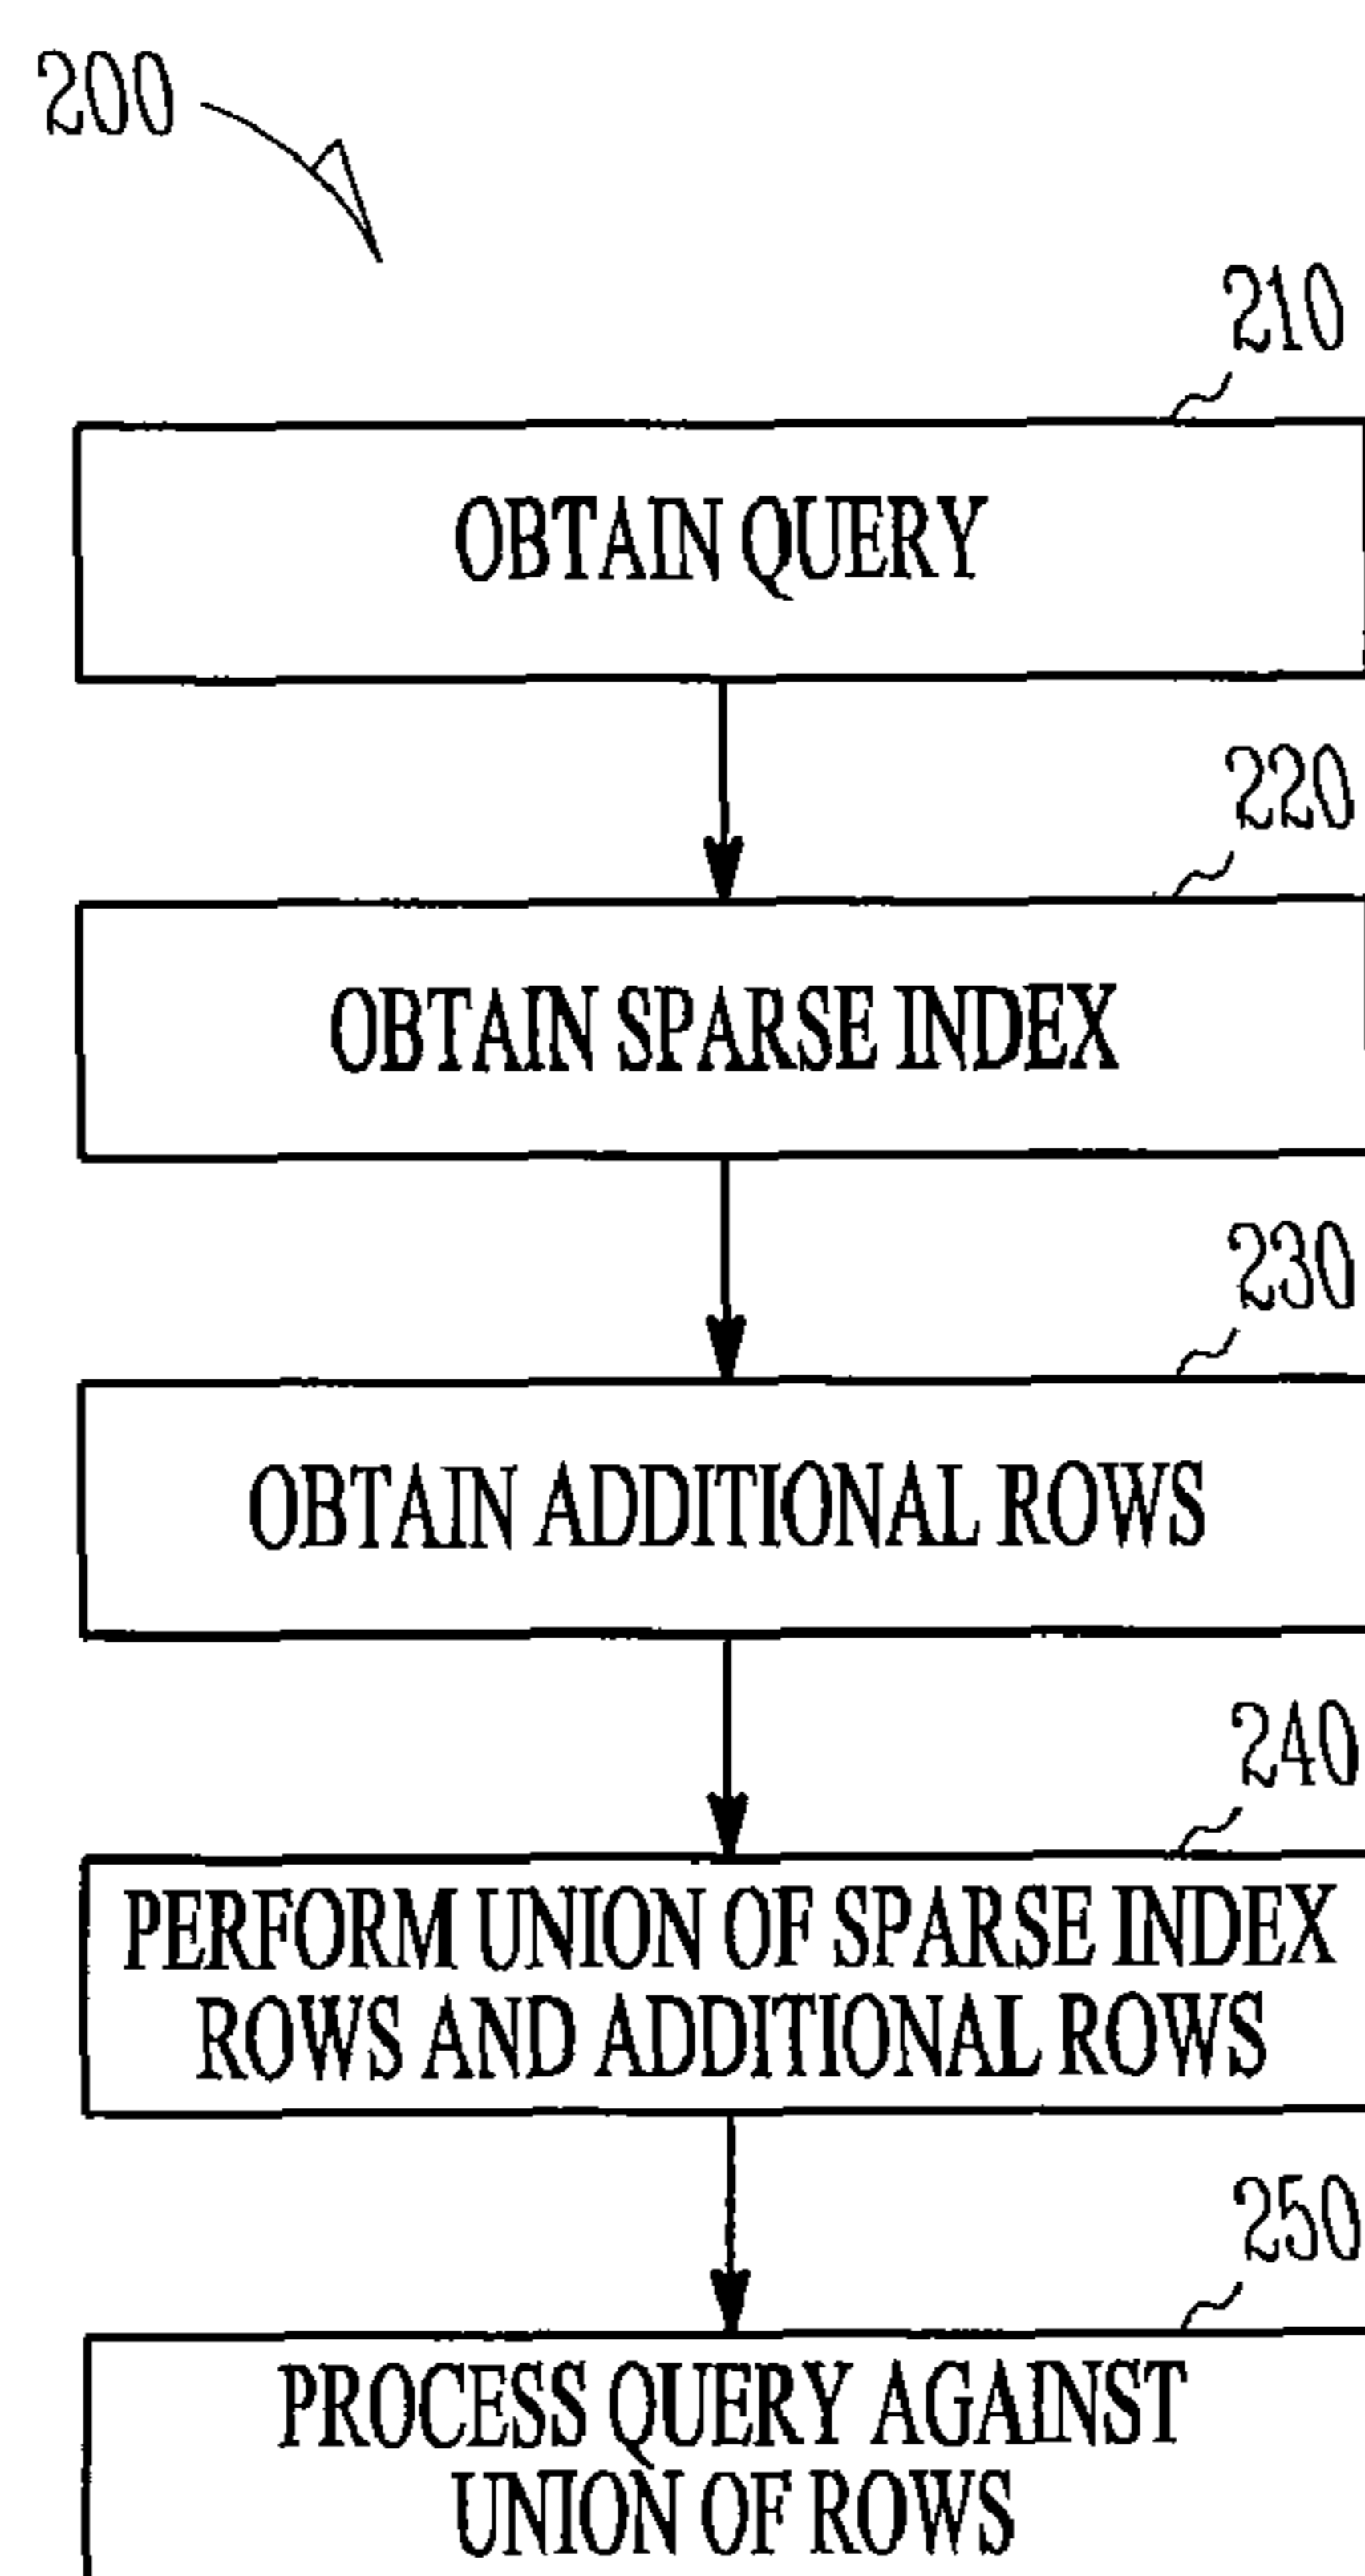 200
210
OBTAIN QUERY
220
OBTAIN SPARSE INDEX
230
OBTAIN ADDITIONAL ROWS
240
PERFORM UNION OF SPARSE INDEX
ROWS AND ADDITIONAL ROWS
250
PROCESS QUERY AGAINST
UNION OF ROWS